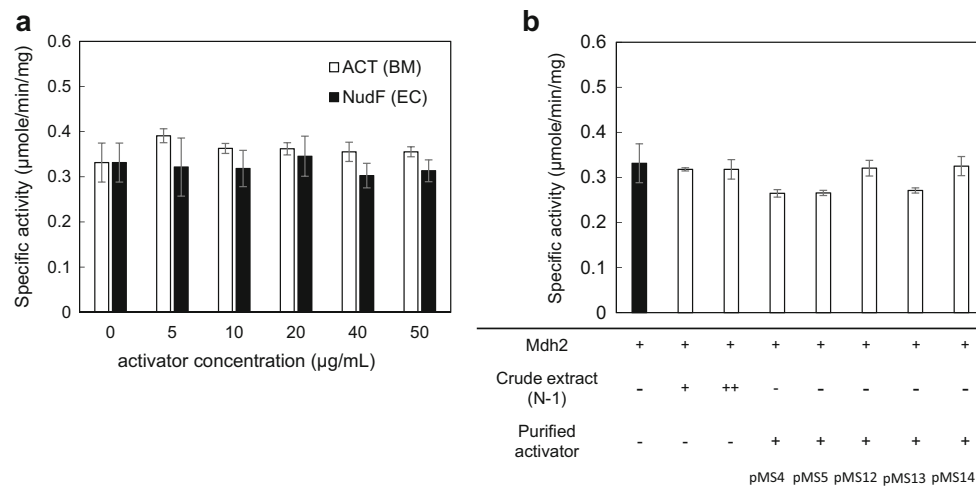 a
0.6
0.5
0.4
0.3
0.2
0.1
0
Specific activity (µmole/min/mg)
ACT (BM)
NudF (EC)
0 5 10 20 40 50
activator concentration (µg/mL)
b
0.6
0.5
0.4
0.3
0.2
0.1
0
Specific activity (µmole/min/mg)
Mdh2 + + + + + + + +
Crude extract
(N-1) - + ++ - - - - -
Purified
activator - - - + + + + +
pMS4 pMS5 pMS12 pMS13 pMS14